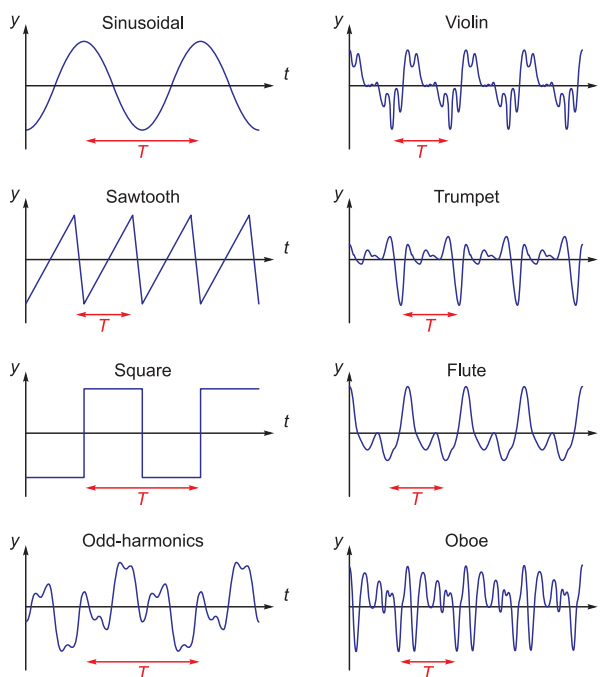 Sinusoidal
y
t
T
Violin
y
t
T
Sawtooth
y
t
T
Trumpet
y
t
T
Square
y
t
T
Flute
y
t
T
Odd-harmonics
y
t
T
Oboe
y
t
T